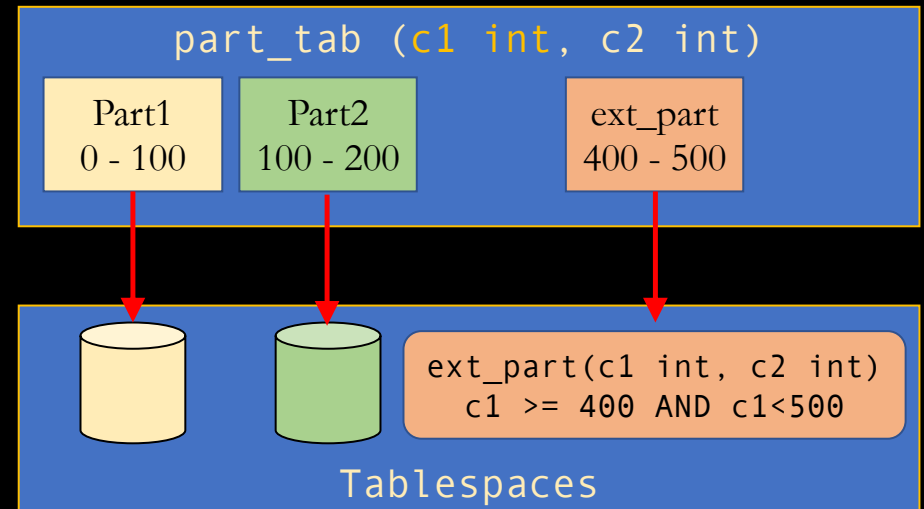 part_tab (c1 int, c2 int)
Part1
0 - 100
Part2
100 - 200
ext_part
400 - 500
ext_part(c1 int, c2 int)
c1 >= 400 AND c1<500
Tablespaces